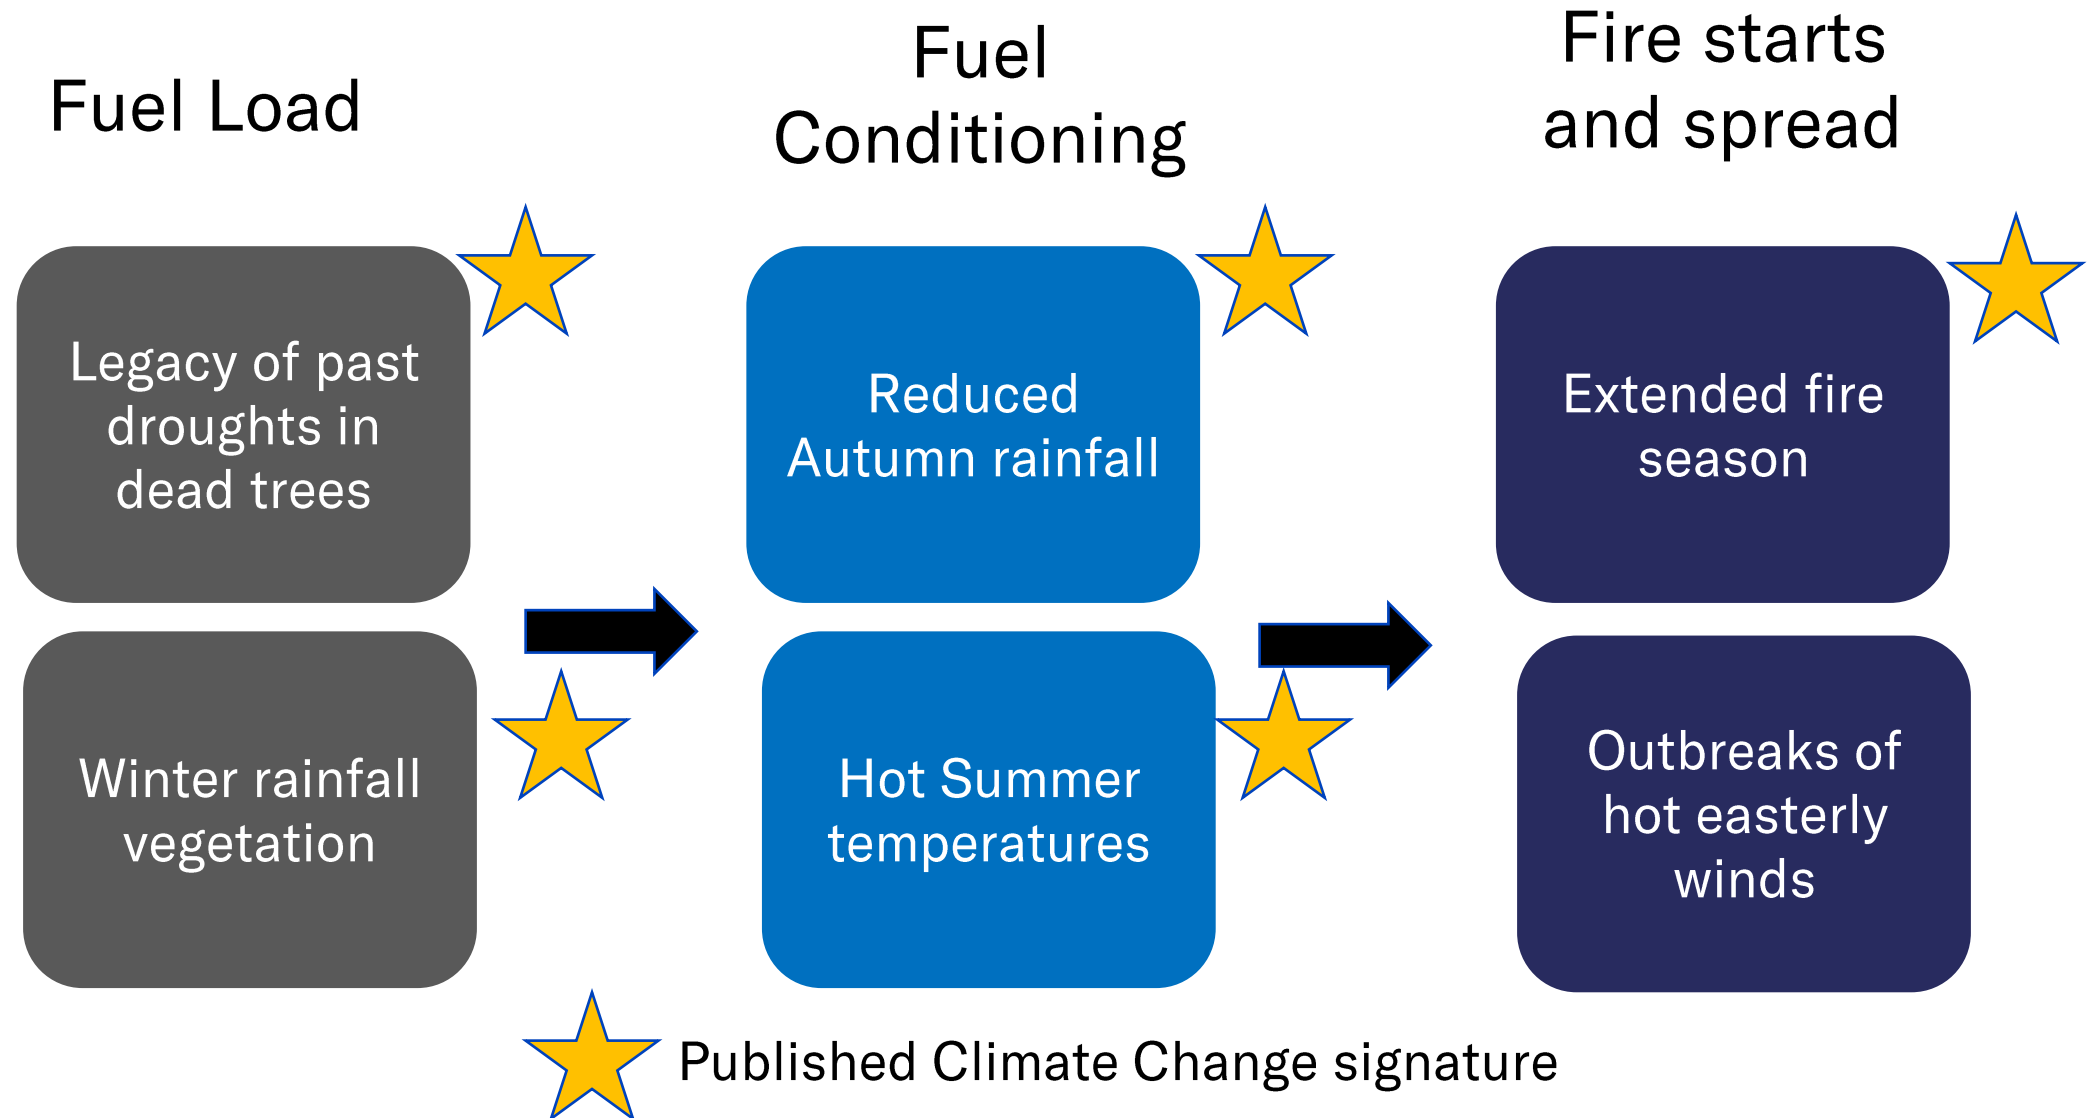 Fuel Load
Fuel
Conditioning
Fire starts
and spread
Legacy of past
droughts in
dead trees
Reduced
Autumn rainfall
Extended fire
season
Winter rainfall
vegetation
Hot Summer
temperatures
Outbreaks of
hot easterly
winds
Published Climate Change signature